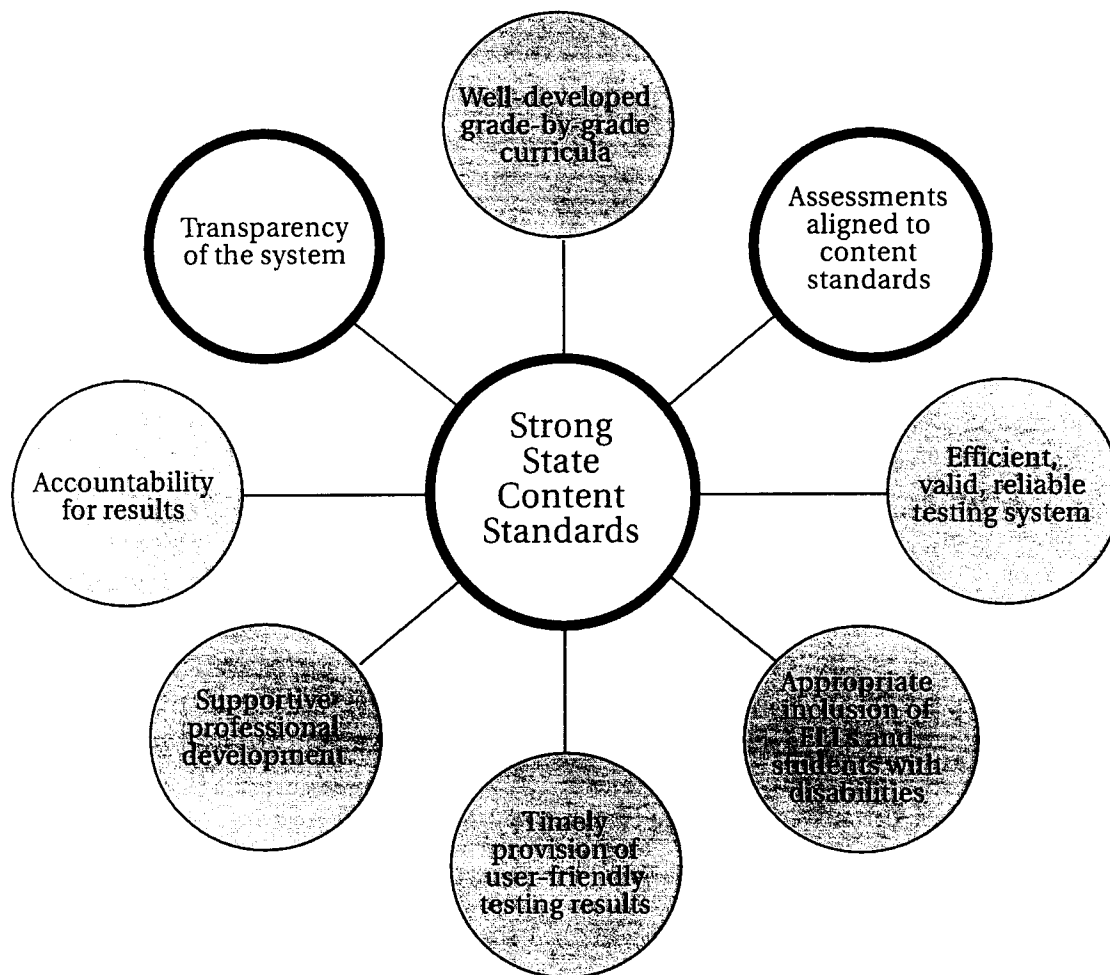 Well-developed
grade-by-grade
curricula
Transparency
of the system
Assessments
aligned to
content
standards
Strong
State
Content
Standards
Accountability
for results
Efficient,
valid, reliable
testing system
Supportive
professional
development
Appropriate
inclusion of
ELLs and
students with
disabilities
Timely
provision of
user-friendly
testing results